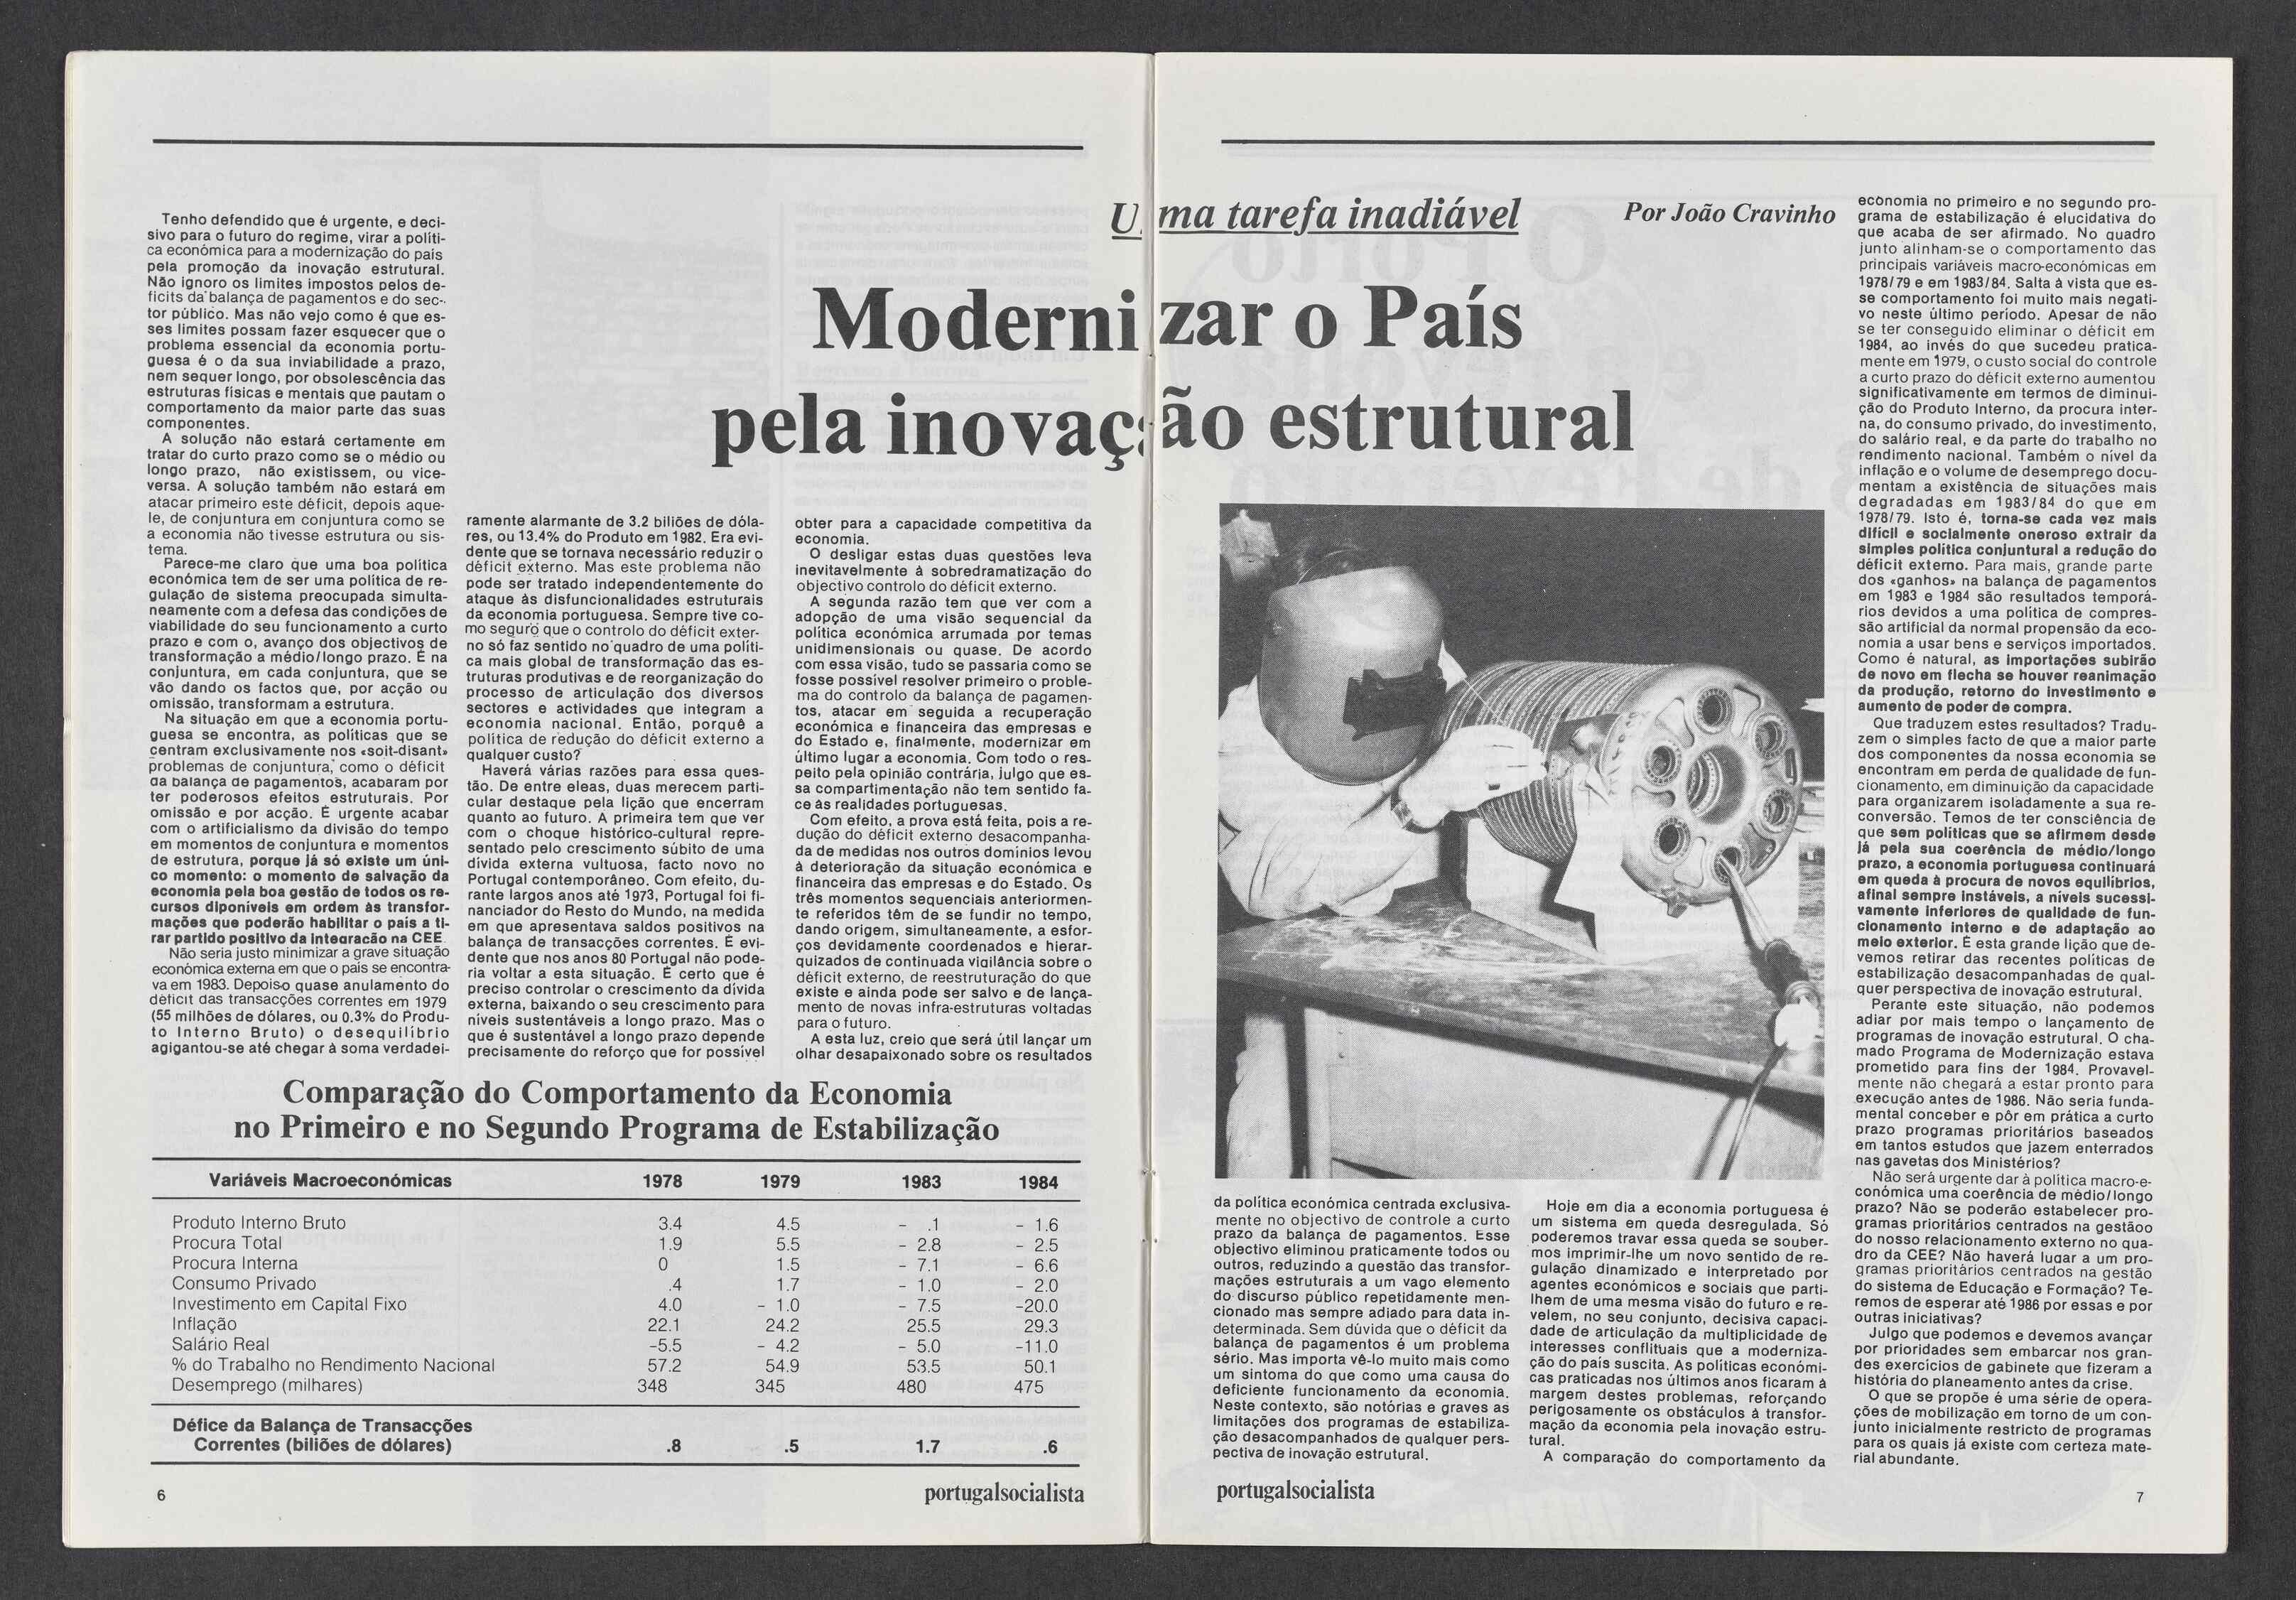 Uma tarefa inadiável
Por João Cravinho
Modernizar o País
pela inovação estrutural
Tenho defendido que é urgente, e deci-
sivo para o futuro do regime, virar a políti-
ca económica para a modernização do país
pela promoção da inovação estrutural.
Não ignoro os limites impostos pelos de-
ficits da balança de pagamentos e do sec-
tor público. Mas não vejo como é que es-
ses limites possam fazer esquecer que o
problema essencial da economia portu-
guesa é o da sua inviabilidade a prazo,
nem sequer longo, por obsolescência das
estruturas físicas e mentais que pautam o
comportamento da maior parte das suas
componentes.
A solução não estará certamente em
tratar do curto prazo como se o médio ou
longo prazo, não existissem, ou vice-
versa. A solução também não estará em
atacar primeiro este déficit, depois aque-
le, de conjuntura em conjuntura como se
a economia não tivesse estrutura ou sis-
tema.
Parece-me claro que uma boa política
económica tem de ser uma política de re-
gulação de sistema preocupada simulta-
neamente com a defesa das condições de
viabilidade do seu funcionamento a curto
prazo e com o, avanço dos objectivos de
transformação a médio/longo prazo. É na
conjuntura, em cada conjuntura, que se
vão dando os factos que, por acção ou
omissão, transformam a estrutura.
Na situação em que a economia portu-
guesa se encontra, as políticas que se
centram exclusivamente nos «soit-disant»
problemas de conjuntura, como o déficit
da balança de pagamentos, acabaram por
ter poderosos efeitos estruturais. Por
omissão e por acção. É urgente acabar
com o artificialismo da divisão do tempo
em momentos de conjuntura e momentos
de estrutura, porque já só existe um úni-
co momento: o momento de salvação da
economia pela boa gestão de todos os re-
cursos diponíveis em ordem às transfor-
mações que poderão habilitar o país a ti-
rar partido positivo da integração na CEE.
Não seria justo minimizar a grave situação
económica externa em que o país se encontra-
va em 1983. Depois o quase anulamento do
déticit das transacções correntes em 1979
(55 milhões de dólares, ou 0.3% do Produ-
to Interno Bruto) o desequilíbrio
agigantou-se até chegar à soma verdadei-
ramente alarmante de 3.2 biliões de dóla-
res, ou 13.4% do Produto em 1982. Era evi-
dente que se tornava necessário reduzir o
déficit externo. Mas este problema não
pode ser tratado independentemente do
ataque às disfuncionalidades estruturais
da economia portuguesa. Sempre tive co-
mo seguro que o controlo do déficit exter-
no só faz sentido no quadro de uma políti-
ca mais global de transformação das es-
truturas produtivas e de reorganização do
processo de articulação dos diversos
sectores e actividades que integram a
economia nacional. Então, porquê a
política de redução do déficit externo a
qualquer custo?
Haverá várias razões para essa ques-
tão. De entre eleas, duas merecem parti-
cular destaque pela lição que encerram
quanto ao futuro. A primeira tem que ver
com o choque histórico-cultural repre-
sentado pelo crescimento súbito de uma
dívida externa vultuosa, facto novo no
Portugal contemporâneo. Com efeito, du-
rante largos anos até 1973, Portugal foi fi-
nanciador do Resto do Mundo, na medida
em que apresentava saldos positivos na
balança de transacções correntes. É evi-
dente que nos anos 80 Portugal não pode-
ria voltar a esta situação. É certo que é
preciso controlar o crescimento da dívida
externa, baixando o seu crescimento para
níveis sustentáveis a longo prazo. Mas o
que é sustentável a longo prazo depende
precisamente do reforço que for possível
obter para a capacidade competitiva da
economia.
O desligar estas duas questões leva
inevitavelmente à sobredramatização do
objectivo controlo do déficit externo.
A segunda razão tem que ver com a
adopção de uma visão sequencial da
política económica arrumada por temas
unidimensionais ou quase. De acordo
com essa visão, tudo se passaria como se
fosse possível resolver primeiro o proble-
ma do controlo da balança de pagamen-
tos, atacar em seguida a recuperação
económica e financeira das empresas e
do Estado e, finalmente, modernizar em
último lugar a economia. Com todo o res-
peito pela opinião contrária, julgo que es-
sa compartimentação não tem sentido fa-
ce às realidades portuguesas.
Com efeito, a prova está feita, pois a re-
dução do déficit externo desacompanha-
da de medidas nos outros domínios levou
à deterioração da situação económica e
financeira das empresas e do Estado. Os
três momentos sequenciais anteriormen-
te referidos têm de se fundir no tempo,
dando origem, simultaneamente, a esfor-
ços devidamente coordenados e hierar-
quizados de continuada vigilância sobre o
déficit externo, de reestruturação do que
existe e ainda pode ser salvo e de lança-
mento de novas infra-estruturas voltadas
para o futuro.
A esta luz, creio que será útil lançar um
olhar desapaixonado sobre os resultados
Comparação do Comportamento da Economia
no Primeiro e no Segundo Programa de Estabilização
Variáveis Macroeconómicas 1978 1979 1983 1984
Produto Interno Bruto 3.4 4.5 - .1 - 1.6
Procura Total 1.9 5.5 - 2.8 - 2.5
Procura Interna 0 1.5 - 7.1 - 6.6
Consumo Privado .4 1.7 - 1.0 - 2.0
Investimento em Capital Fixo 4.0 - 1.0 - 7.5 -20.0
Inflação 22.1 24.2 25.5 29.3
Salário Real -5.5 - 4.2 - 5.0 -11.0
% do Trabalho no Rendimento Nacional 57.2 54.9 53.5 50.1
Desemprego (milhares) 348 345 480 475
Défice da Balança de Transacções
Correntes (biliões de dólares) .8 .5 1.7 .6
6
portugalsocialista
da política económica centrada exclusiva-
mente no objectivo de controle a curto
prazo da balança de pagamentos. Esse
objectivo eliminou praticamente todos ou
outros, reduzindo a questão das transfor-
mações estruturais a um vago elemento
do discurso público repetidamente men-
cionado mas sempre adiado para data in-
determinada. Sem dúvida que o déficit da
balança de pagamentos é um problema
sério. Mas importa vê-lo muito mais como
um sintoma do que como uma causa do
deficiente funcionamento da economia.
Neste contexto, são notórias e graves as
limitações dos programas de estabiliza-
ção desacompanhados de qualquer pers-
pectiva de inovação estrutural.
Hoje em dia a economia portuguesa é
um sistema em queda desregulada. Só
poderemos travar essa queda se souber-
mos imprimir-lhe um novo sentido de re-
gulação dinamizado e interpretado por
agentes económicos e sociais que parti-
lhem de uma mesma visão do futuro e re-
velem, no seu conjunto, decisiva capaci-
dade de articulação da multiplicidade de
interesses conflituais que a moderniza-
ção do país suscita. As políticas económi-
cas praticadas nos últimos anos ficaram à
margem destes problemas, reforçando
perigosamente os obstáculos à transfor-
mação da economia pela inovação estru-
tural.
A comparação do comportamento da
economia no primeiro e no segundo pro-
grama de estabilização é elucidativa do
que acaba de ser afirmado. No quadro
junto alinham-se o comportamento das
principais variáveis macro-económicas em
1978/79 e em 1983/84. Salta à vista que es-
se comportamento foi muito mais negati-
vo neste último período. Apesar de não
se ter conseguido eliminar o déficit em
1984, ao invés do que sucedeu pratica-
mente em 1979, o custo social do controle
a curto prazo do déficit externo aumentou
significativamente em termos de diminui-
ção do Produto Interno, da procura inter-
na, do consumo privado, do investimento,
do salário real, e da parte do trabalho no
rendimento nacional. Também o nível da
inflação e o volume de desemprego docu-
mentam a existência de situações mais
degradadas em 1983/84 do que em
1978/79. Isto é, torna-se cada vez mais
difícil e socialmente oneroso extrair da
simples política conjuntural a redução do
déficit externo. Para mais, grande parte
dos «ganhos» na balança de pagamentos
em 1983 e 1984 são resultados temporá-
rios devidos a uma política de compres-
são artificial da normal propensão da eco-
nomia a usar bens e serviços importados.
Como é natural, as importações subirão
de novo em flecha se houver reanimação
da produção, retorno do investimento e
aumento de poder de compra.
Que traduzem estes resultados? Tradu-
zem o simples facto de que a maior parte
dos componentes da nossa economia se
encontram em perda de qualidade de fun-
cionamento, em diminuição da capacidade
para organizarem isoladamente a sua re-
conversão. Temos de ter consciência de
que sem políticas que se afirmem desde
já pela sua coerência de médio/longo
prazo, a economia portuguesa continuará
em queda à procura de novos equilíbrios,
afinal sempre instáveis, a níveis sucessi-
vamente inferiores de qualidade de fun-
cionamento interno e de adaptação ao
meio exterior. É esta grande lição que de-
vemos retirar das recentes políticas de
estabilização desacompanhadas de qual-
quer perspectiva de inovação estrutural.
Perante este situação, não podemos
adiar por mais tempo o lançamento de
programas de inovação estrutural. O cha-
mado Programa de Modernização estava
prometido para fins der 1984. Provavel-
mente não chegará a estar pronto para
execução antes de 1986. Não seria funda-
mental conceber e pôr em prática a curto
prazo programas prioritários baseados
em tantos estudos que jazem enterrados
nas gavetas dos Ministérios?
Não será urgente dar à política macro-e-
conómica uma coerência de médio/longo
prazo? Não se poderão estabelecer pro-
gramas prioritários centrados na gestãoo
do nosso relacionamento externo no qua-
dro da CEE? Não haverá lugar a um pro-
gramas prioritários centrados na gestão
do sistema de Educação e Formação? Te-
remos de esperar até 1986 por essas e por
outras iniciativas?
Julgo que podemos e devemos avançar
por prioridades sem embarcar nos gran-
des exercícios de gabinete que fizeram a
história do planeamento antes da crise.
O que se propõe é uma série de opera-
ções de mobilização em torno de um con-
junto inicialmente restricto de programas
para os quais já existe com certeza mate-
rial abundante.
portugalsocialista
7